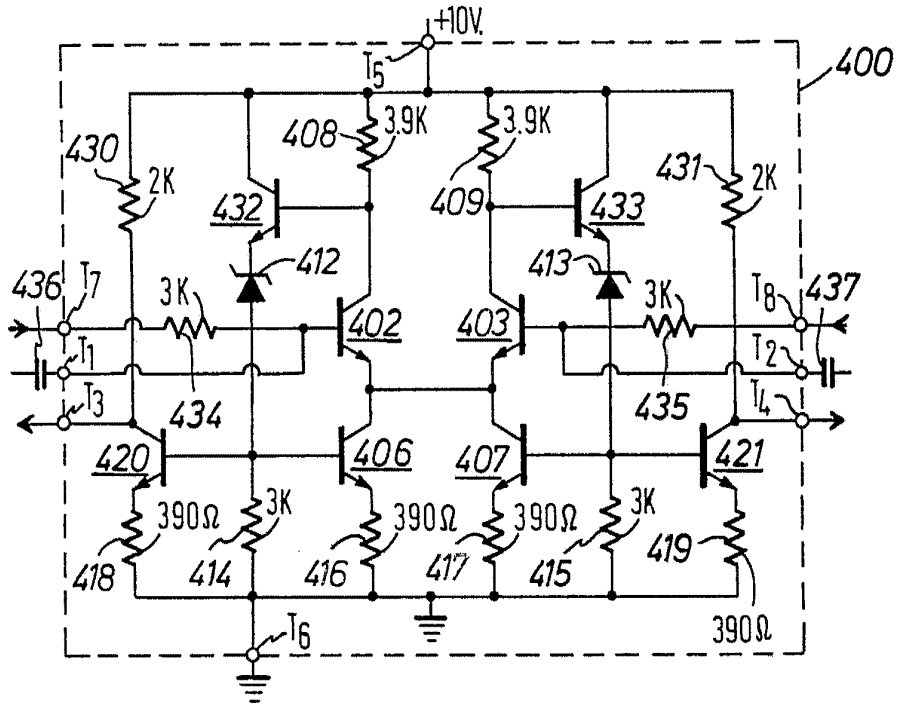 +10V.
T5
400
430
2K
408
3.9K
3.9K
409
431
2K
432
433
412
413
436
T7
3K
402
403
3K
T8
437
T1
T2
T3
434
435
T4
420
406
407
421
418
390Ω
414
3K
416
390Ω
417
390Ω
415
3K
419
390Ω
T6